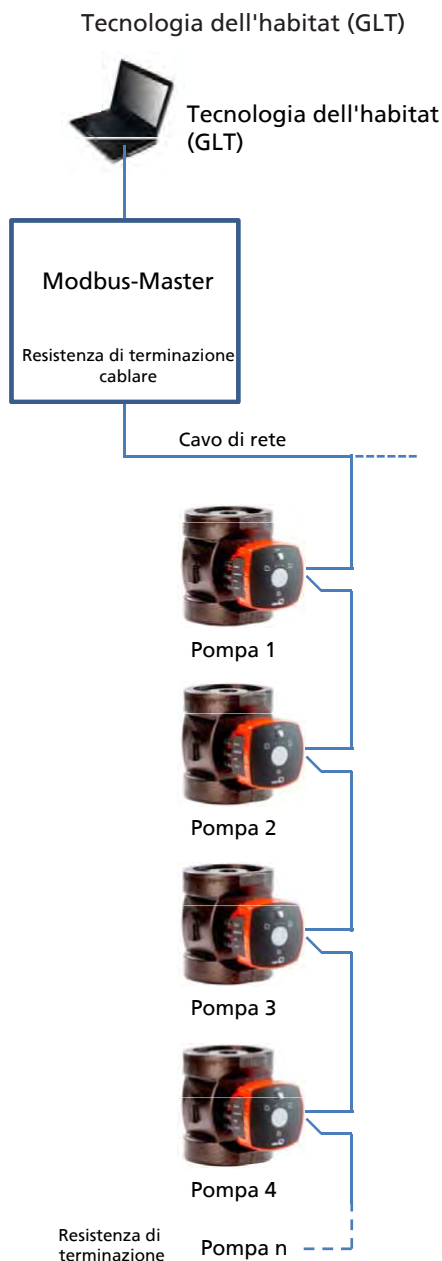 Tecnologia dell'habitat (GLT)
Tecnologia dell'habitat
(GLT)
Modbus-Master
Resistenza di terminazione
cablare
Cavo di rete
Pompa 1
Pompa 2
Pompa 3
Pompa 4
Resistenza di
terminazione
Pompa n